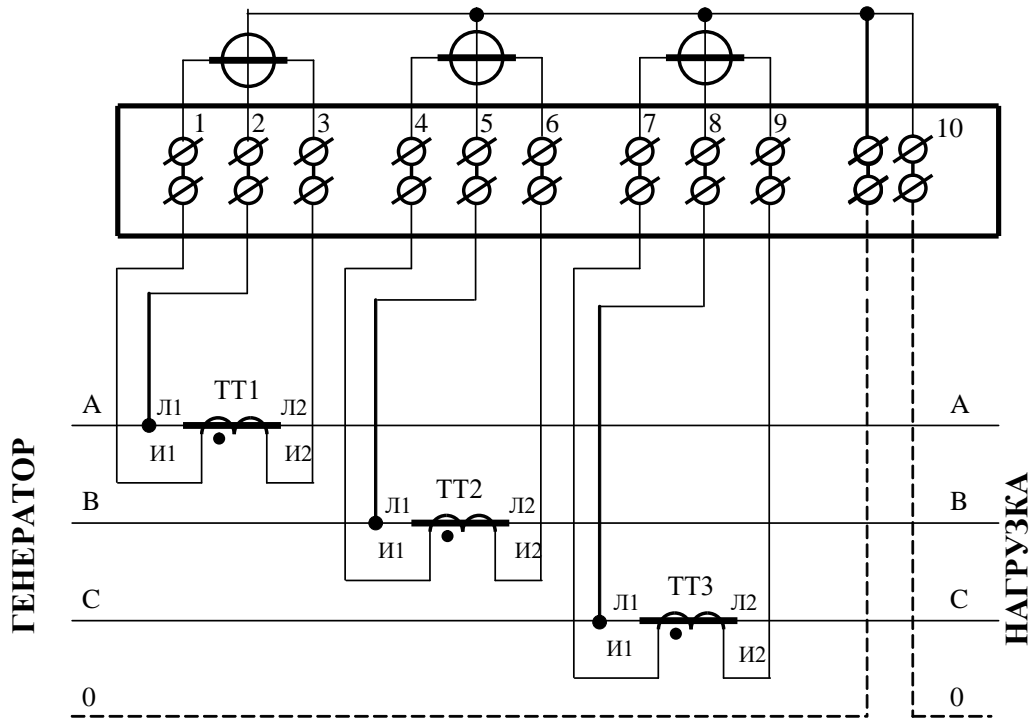 1 2 3 4 5 6 7 8 9 10
ТТ1
А Л1 Л2 А
И1 И2
ТТ2
В Л1 Л2 В
И1 И2
ТТ3
С Л1 Л2 С
И1 И2
0 0
ГЕНЕРАТОР
НАГРУЗКА